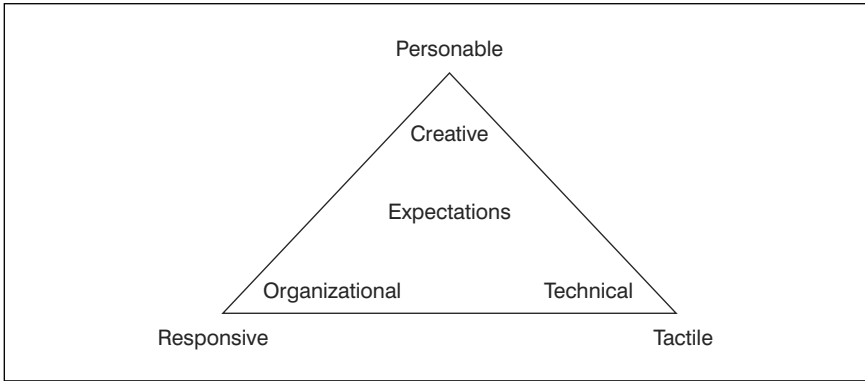 Personable
Creative
Expectations
Organizational Technical
Responsive Tactile